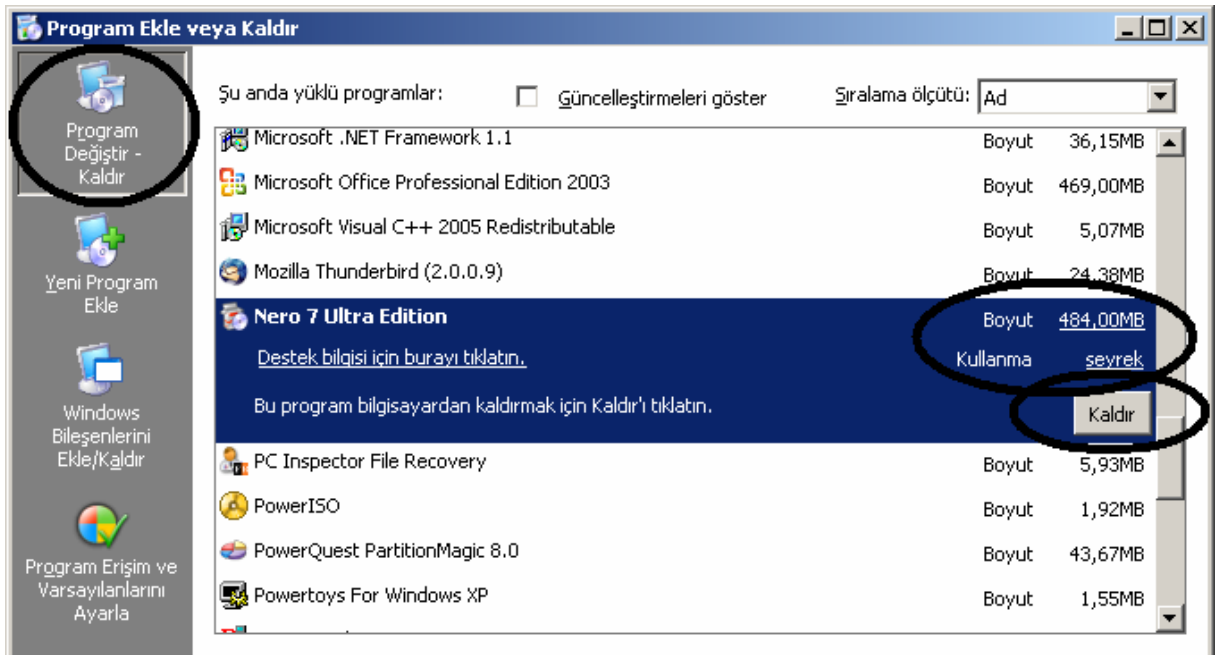 Program Ekle veya Kaldır
Program
Değiştir -
Kaldır
Yeni Program
Ekle
Windows
Bileşenlerini
Ekle/Kaldır
Program Erişim ve
Varsayılanlarını
Ayarla
Şu anda yüklü programlar: Güncelleştirmeleri göster Sıralama ölçütü: Ad
Microsoft .NET Framework 1.1 Boyut 36,15MB
Microsoft Office Professional Edition 2003 Boyut 469,00MB
Microsoft Visual C++ 2005 Redistributable Boyut 5,07MB
Mozilla Thunderbird (2.0.0.9) Boyut 24,38MB
Nero 7 Ultra Edition Boyut 484,00MB
Destek bilgisi için burayı tıklatın. Kullanma seyrek
Bu program bilgisayardan kaldırmak için Kaldır'ı tıklatın. Kaldır
PC Inspector File Recovery Boyut 5,93MB
PowerISO Boyut 1,92MB
PowerQuest PartitionMagic 8.0 Boyut 43,67MB
Powertoys For Windows XP Boyut 1,55MB